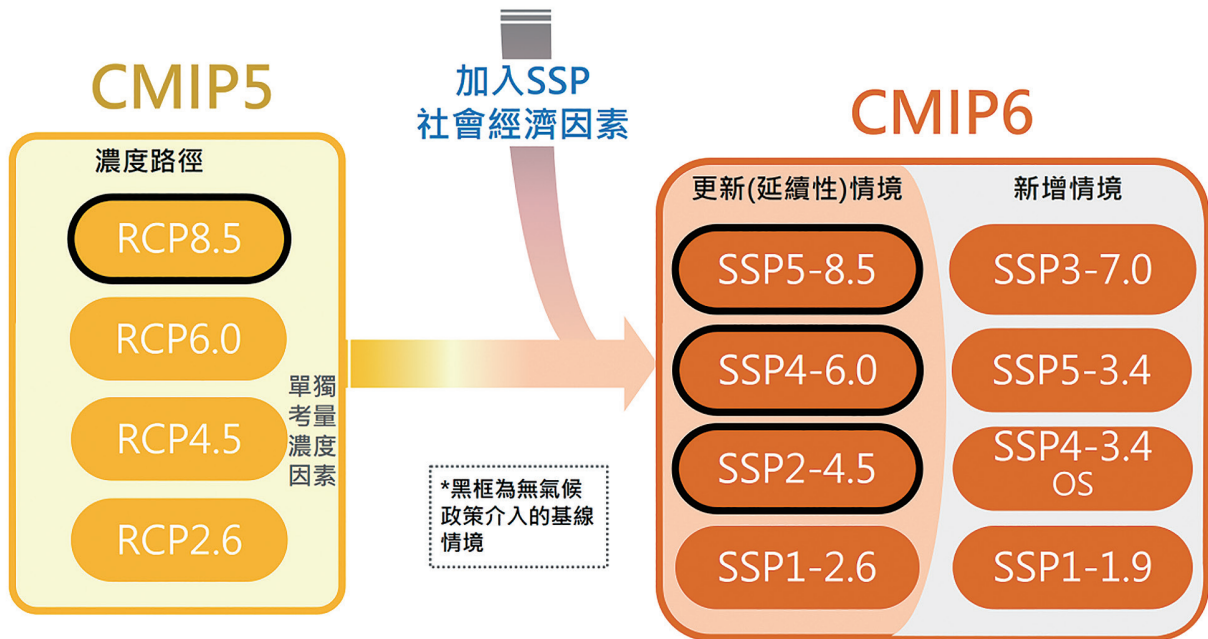 CMIP5
濃度路徑
RCP8.5
RCP6.0
RCP4.5
RCP2.6
單獨
考量
濃度
因素
加入SSP
社會經濟因素
*黑框為無氣候
政策介入的基線
情境
CMIP6
更新(延續性)情境
SSP5-8.5
SSP4-6.0
SSP2-4.5
SSP1-2.6
新增情境
SSP3-7.0
SSP5-3.4
SSP4-3.4
OS
SSP1-1.9